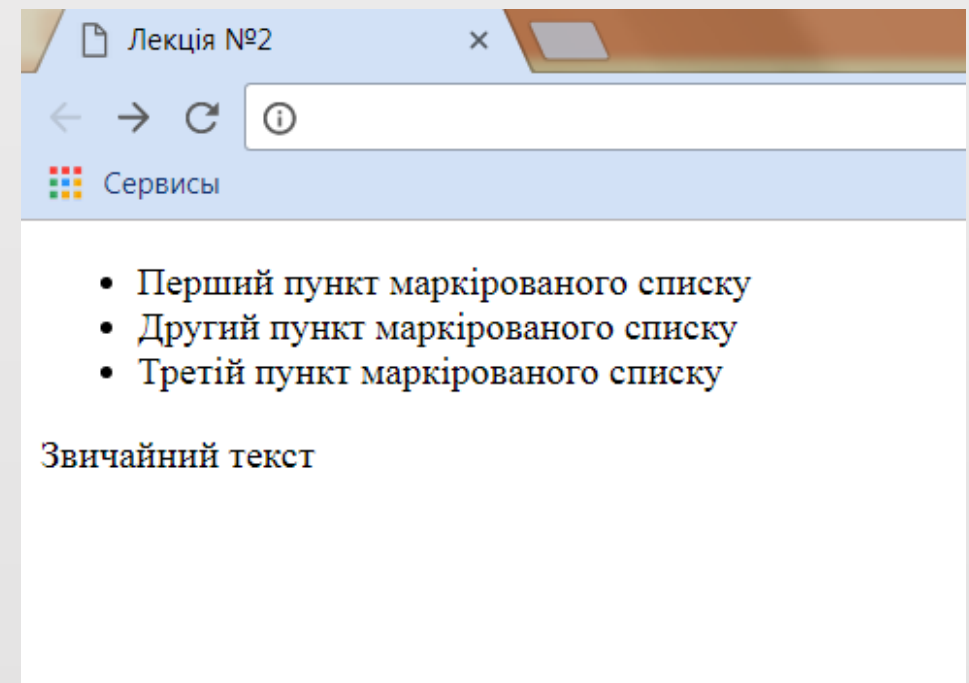 Лекція №2
Сервисы
Перший пункт маркірованого списку
Другий пункт маркірованого списку
Третій пункт маркірованого списку
Звичайний текст